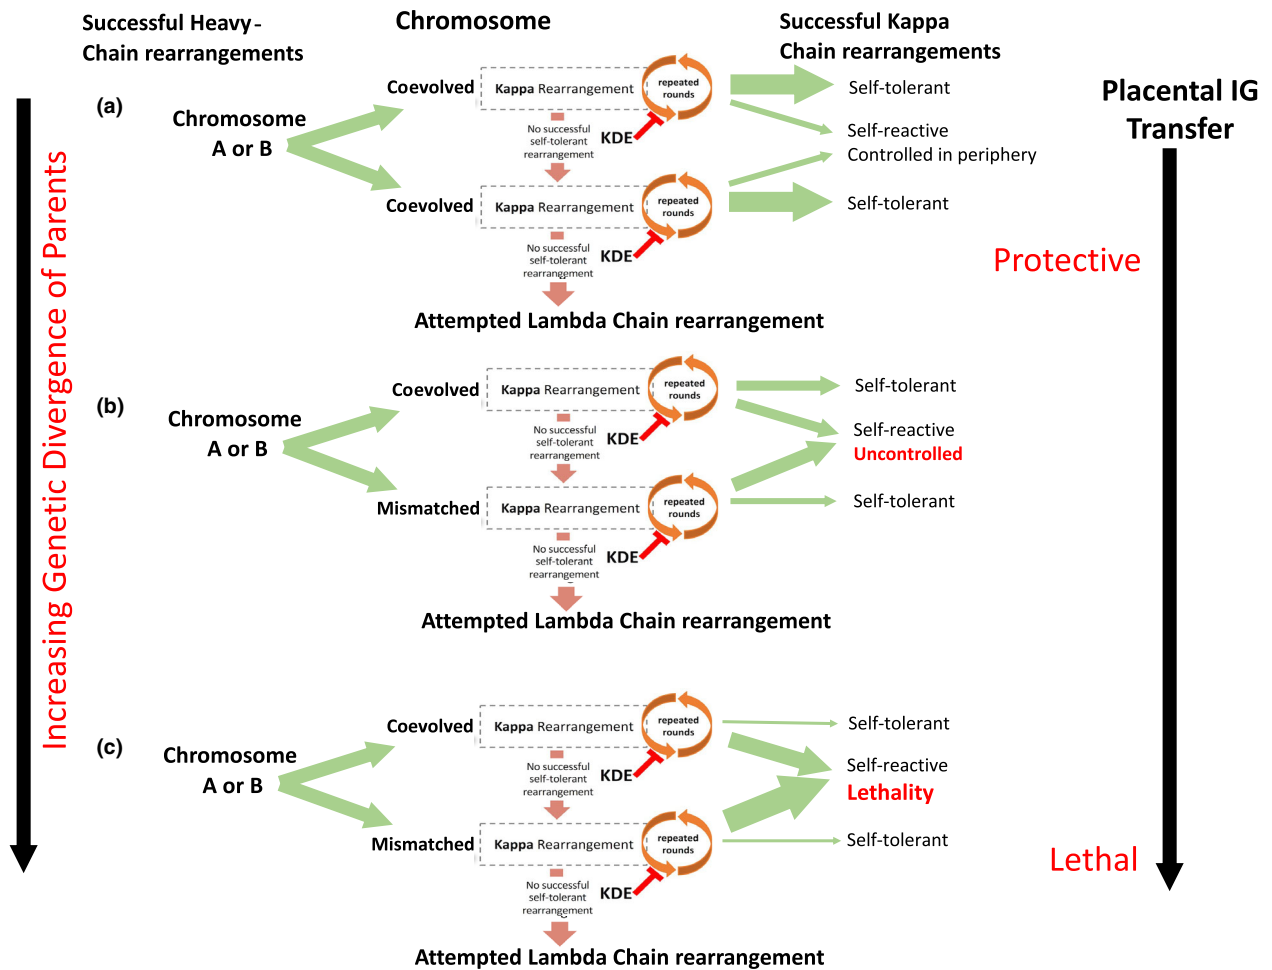 Successful Heavy-
Chain rearrangements
Chromosome
Successful Kappa
Chain rearrangements
Placental IG
Transfer
Increasing Genetic Divergence of Parents
Protective
Lethal
(a)
Chromosome
A or B
Coevolved
Kappa Rearrangement
repeated
rounds
No successful
self-tolerant
rearrangement
KDE
Self-tolerant
Self-reactive
Controlled in periphery
Coevolved
Kappa Rearrangement
repeated
rounds
Self-tolerant
No successful
self-tolerant
rearrangement
KDE
Attempted Lambda Chain rearrangement
(b)
Chromosome
A or B
Coevolved
Kappa Rearrangement
repeated
rounds
No successful
self-tolerant
rearrangement
KDE
Self-tolerant
Self-reactive
Uncontrolled
Mismatched
Kappa Rearrangement
repeated
rounds
Self-tolerant
No successful
self-tolerant
rearrangement
KDE
Attempted Lambda Chain rearrangement
(c)
Chromosome
A or B
Coevolved
Kappa Rearrangement
repeated
rounds
No successful
self-tolerant
rearrangement
KDE
Self-tolerant
Self-reactive
Lethality
Mismatched
Kappa Rearrangement
repeated
rounds
Self-tolerant
No successful
self-tolerant
rearrangement
KDE
Attempted Lambda Chain rearrangement